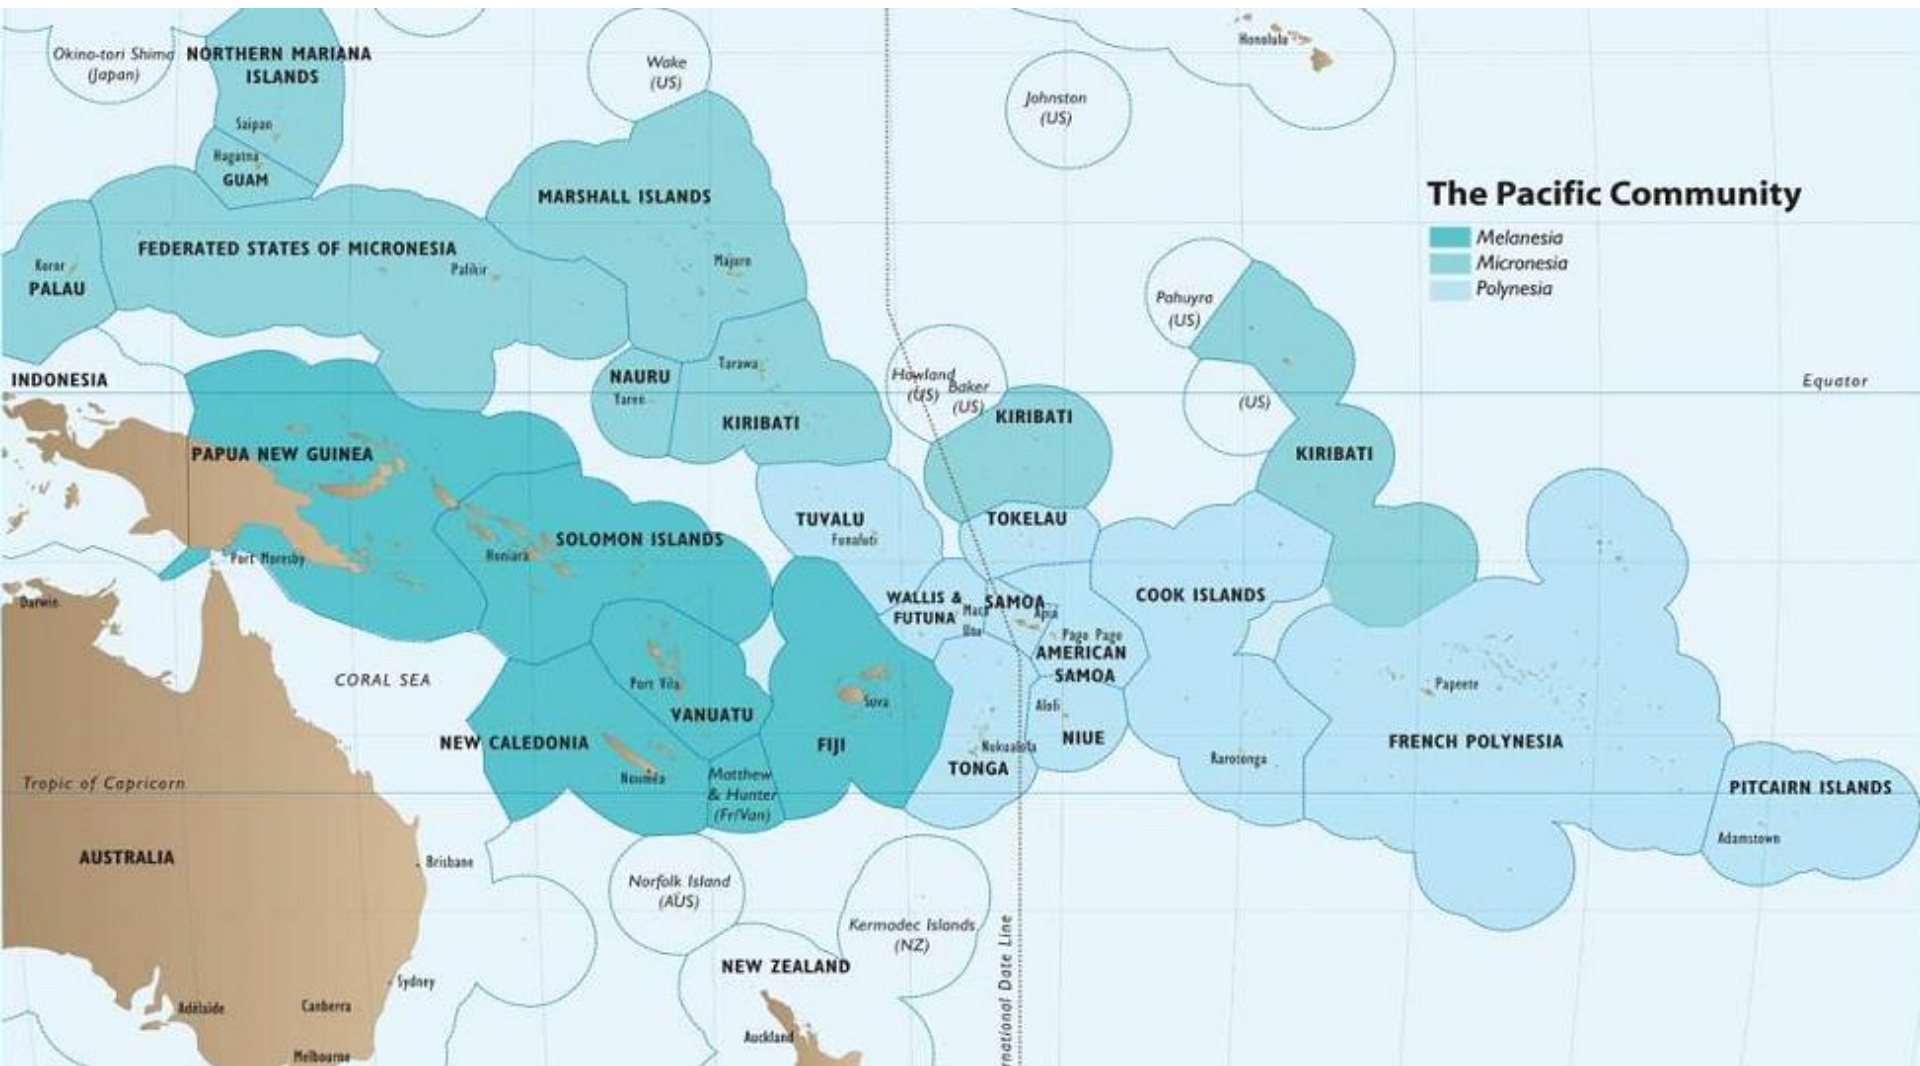 Okino-tori Shima
(Japan)
NORTHERN MARIANA
ISLANDS
Saipan
Hagatna
GUAM
Wake
(US)
Johnston
(US)
Honolulu
The Pacific Community
Melanesia
Micronesia
Polynesia
MARSHALL ISLANDS
Majuro
FEDERATED STATES OF MICRONESIA
Palikir
Koror
PALAU
Pahuyra
(US)
INDONESIA
NAURU
Yaren
Tarawa
KIRIBATI
Howland
(US)
Baker
(US)
KIRIBATI
(US)
KIRIBATI
Equator
PAPUA NEW GUINEA
Port Moresby
SOLOMON ISLANDS
Honiara
TUVALU
Funafuti
TOKELAU
WALLIS &
FUTUNA
SAMOA
Apia
Pago Pago
AMERICAN
SAMOA
COOK ISLANDS
Rarotonga
Darwin
CORAL SEA
Port Vila
VANUATU
NEW CALEDONIA
Nouméa
Matthew
& Hunter
(Fr/Van)
FIJI
Suva
Nukualofa
TONGA
Alofi
NIUE
Papeete
FRENCH POLYNESIA
PITCAIRN ISLANDS
Adamstown
Tropic of Capricorn
AUSTRALIA
Brisbane
Norfolk Island
(AUS)
Kermadec Islands
(NZ)
NEW ZEALAND
Auckland
Sydney
Adélaide
Canberra
Melbourne
rnational Date Line